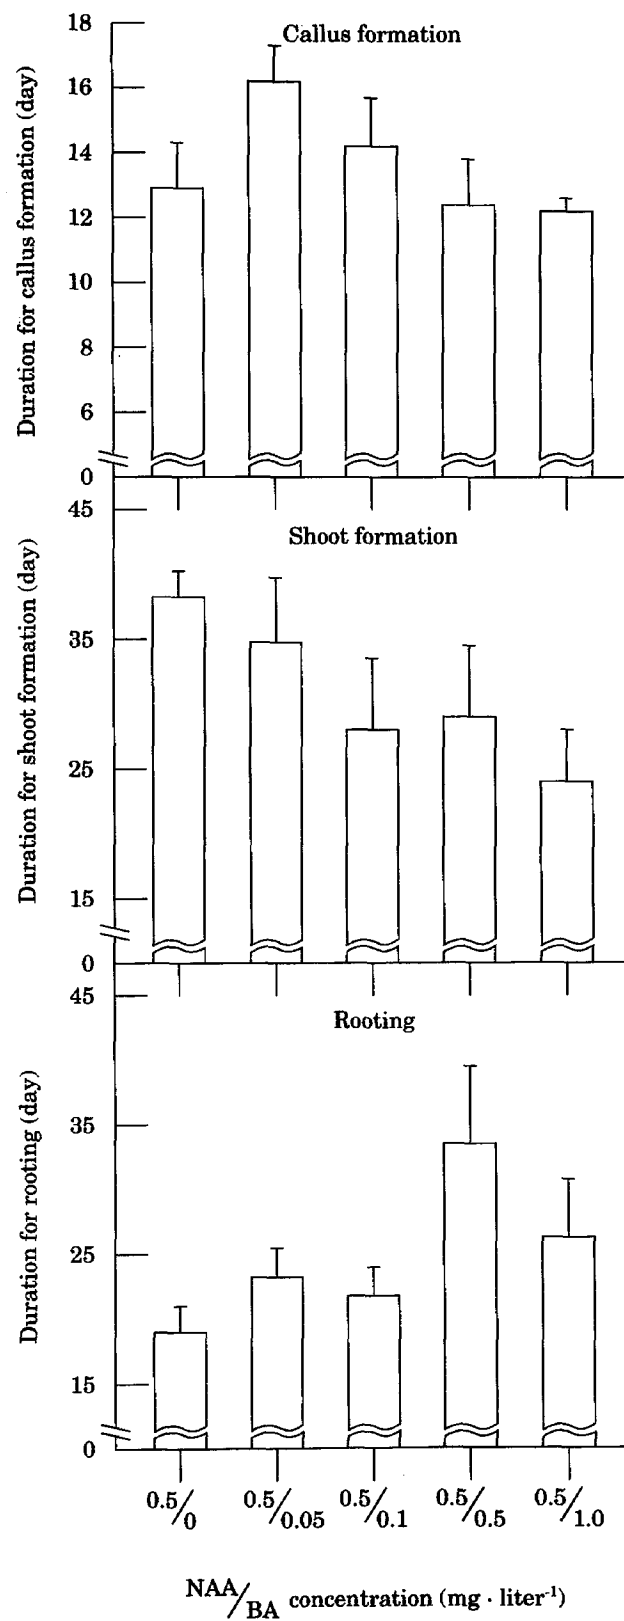 Callus formation
Duration for callus formation (day)
18
16
14
12
10
8
6
0
Shoot formation
Duration for shoot formation (day)
45
35
25
15
0
Rooting
Duration for rooting (day)
45
35
25
15
0
0.5/0 0.5/0.05 0.5/0.1 0.5/0.5 0.5/1.0
NAA/BA concentration (mg · liter⁻¹)